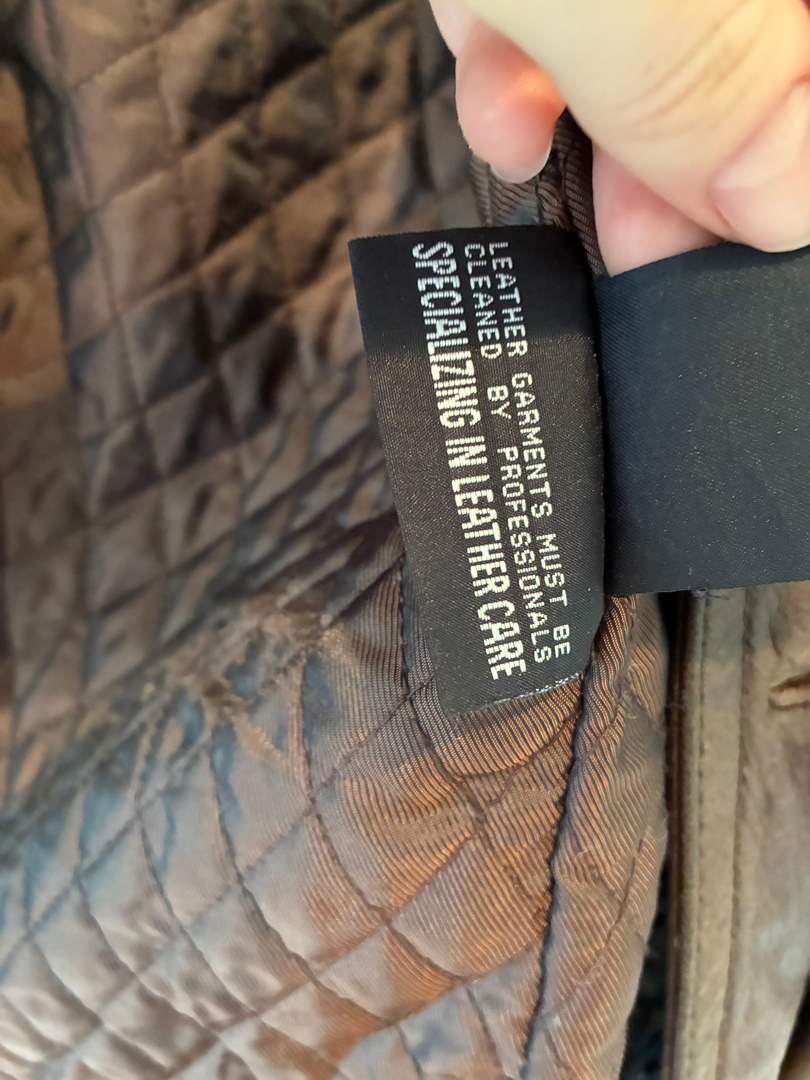 LEATHER GARMENTS MUST BE
CLEANED BY PROFESSIONALS
SPECIALIZING IN LEATHER CARE